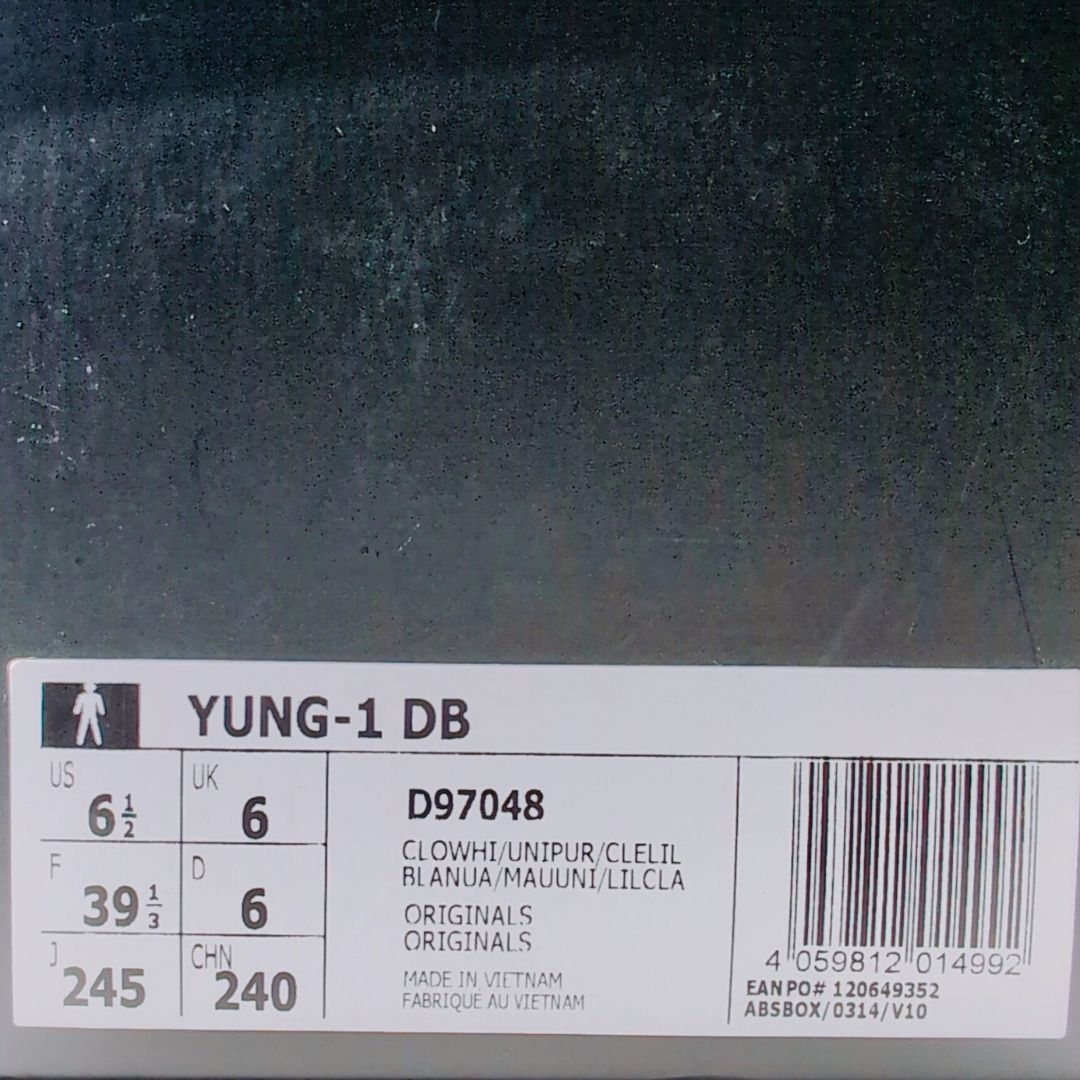 YUNG-1 DB
US 6 1/2
UK 6
F 39 1/3
D 6
J 245
CHN 240
D97048
CLOWHI/UNIPUR/CLELIL
BLANUA/MAUUNI/LILCLA
ORIGINALS
ORIGINALS
MADE IN VIETNAM
FABRIQUE AU VIETNAM
4 059812 014992
EAN PO# 120649352
ABSBOX/0314/V10